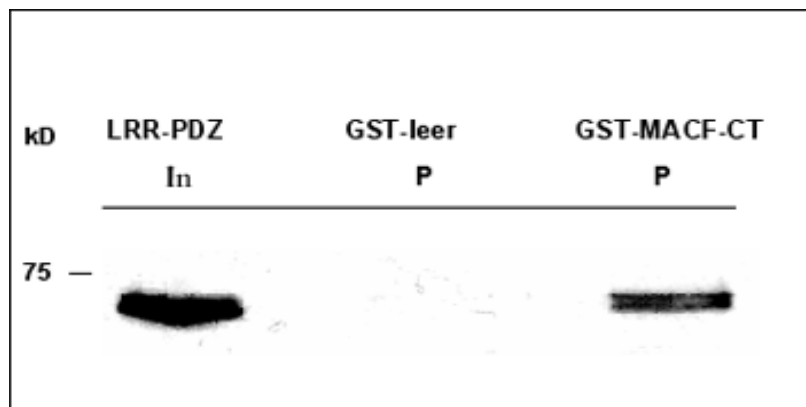 kD LRR-PDZ GST-leer GST-MACF-CT
In P P
75 —